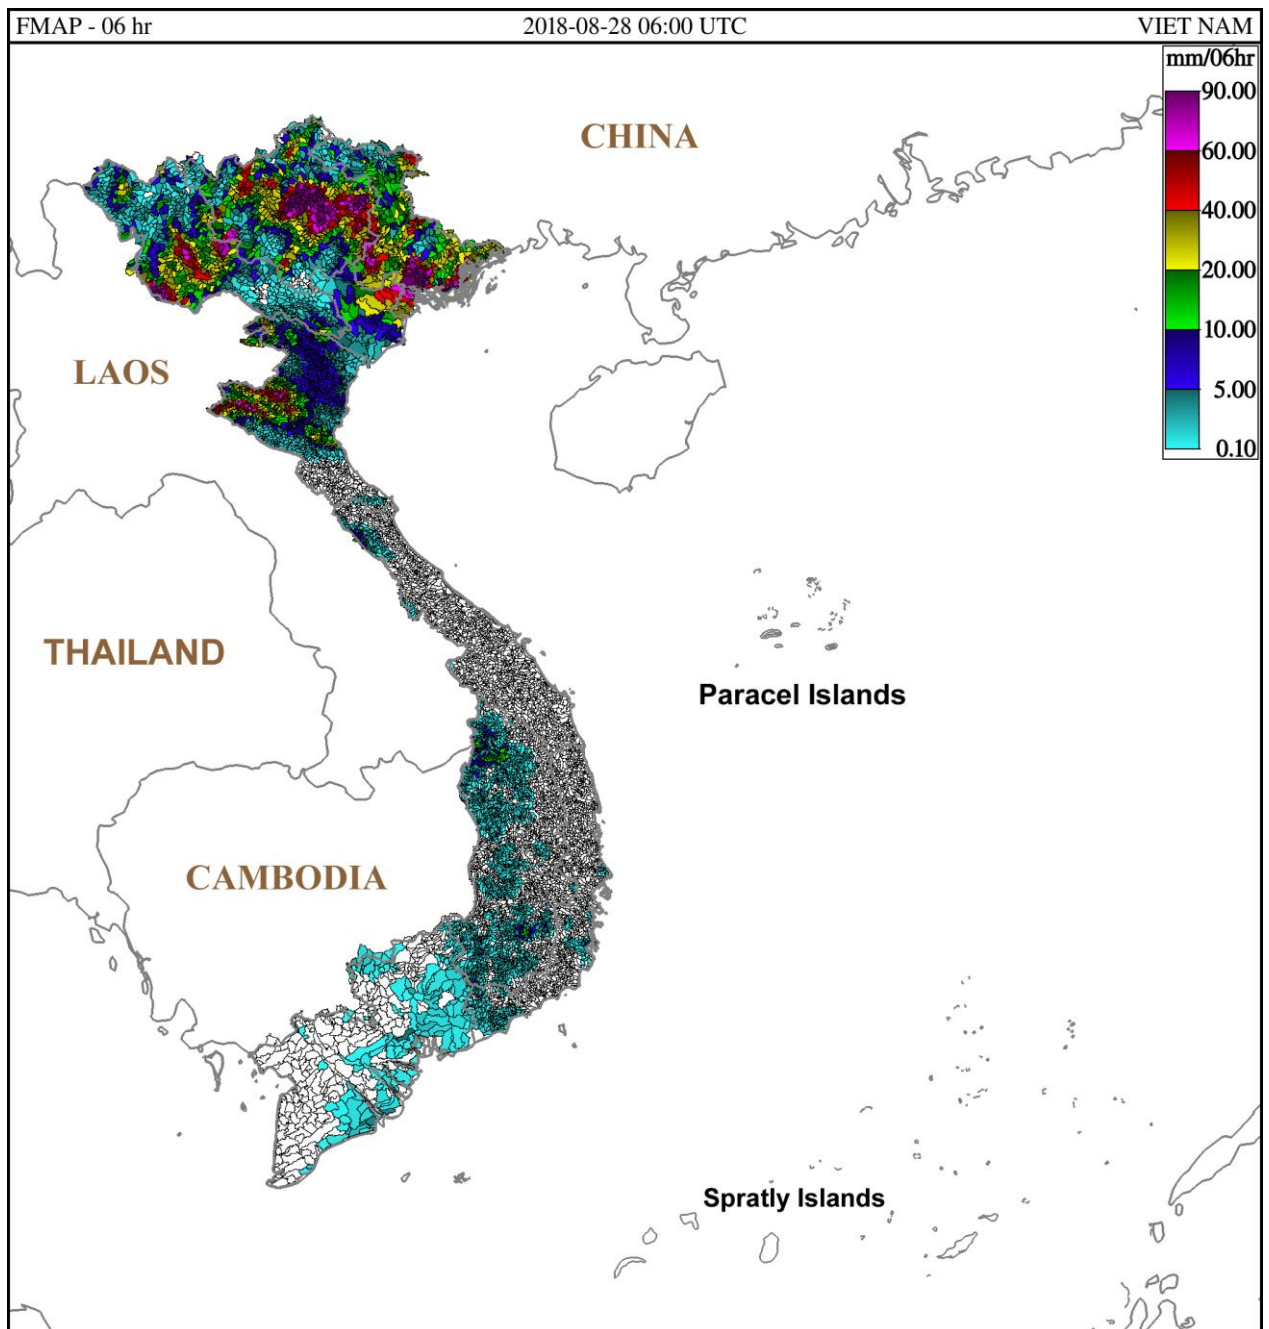 FMAP - 06 hr 2018-08-28 06:00 UTC VIET NAM
mm/06hr
90.00
60.00
40.00
20.00
10.00
5.00
0.10
CHINA
LAOS
THAILAND
Paracel Islands
CAMBODIA
Spratly Islands